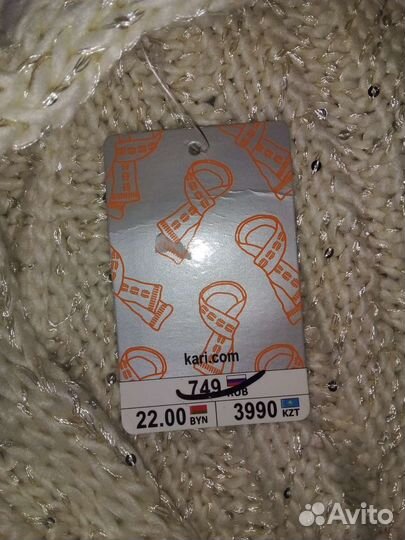 kari.com
749 RUB
22.00 BYN 3990 KZT
Avito